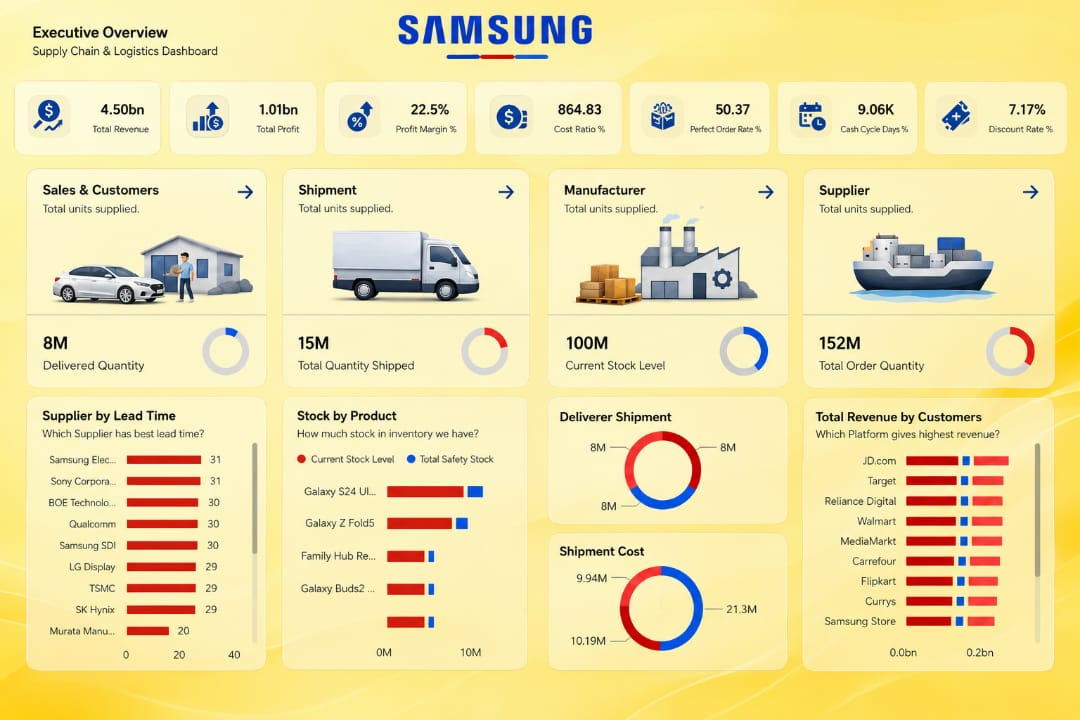 Executive Overview
Supply Chain & Logistics Dashboard
SAMSUNG
4.50bn
Total Revenue
1.01bn
Total Profit
22.5%
Profit Margin %
864.83
Cost Ratio %
50.37
Perfect Order Rate %
9.06K
Cash Cycle Days %
7.17%
Discount Rate %
Sales & Customers
Total units supplied.
8M
Delivered Quantity
Shipment
Total units supplied.
15M
Total Quantity Shipped
Manufacturer
Total units supplied.
100M
Current Stock Level
Supplier
Total units supplied.
152M
Total Order Quantity
Supplier by Lead Time
Which Supplier has best lead time?
Samsung Elec... 31
Sony Corpora... 31
BOE Technolo... 30
Qualcomm 30
Samsung SDI 30
LG Display 29
TSMC 29
SK Hynix 29
Murata Manu... 20
0 20 40
Stock by Product
How much stock in inventory we have?
Current Stock Level Total Safety Stock
Galaxy S24 Ul...
Galaxy Z Fold5
Family Hub Re...
Galaxy Buds2 ...
0M 10M
Deliverer Shipment
8M 8M
8M
Shipment Cost
9.94M
21.3M
10.19M
Total Revenue by Customers
Which Platform gives highest revenue?
JD.com
Target
Reliance Digital
Walmart
MediaMarkt
Carrefour
Flipkart
Currys
Samsung Store
0.0bn 0.2bn